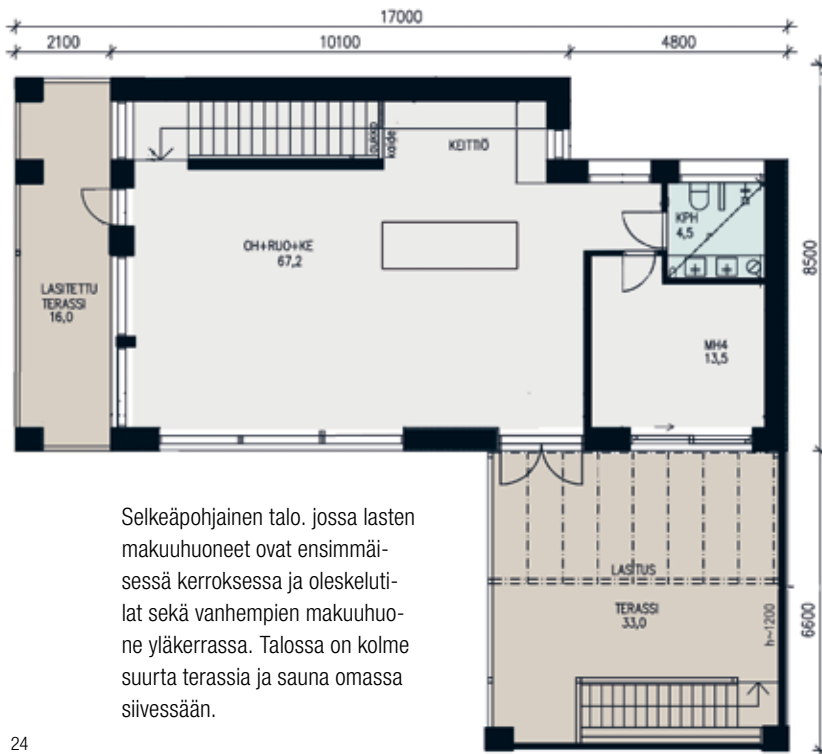 17000
2100 10100 4800
liukko
kaide
KEITTIÖ
KPH
4,5
OH+RUO+KE
67,2
8500
LASITETTU
TERASSI
16,0
MH4
13,5
Selkeäpohjainen talo. jossa lasten
makuuhuoneet ovat ensimmäi-
sessä kerroksessa ja oleskeluti-
lat sekä vanhempien makuuhuo-
ne yläkerrassa. Talossa on kolme
suurta terassia ja sauna omassa
siivessään.
LASITUS
TERASSI
33,0
h~1200
6600
24